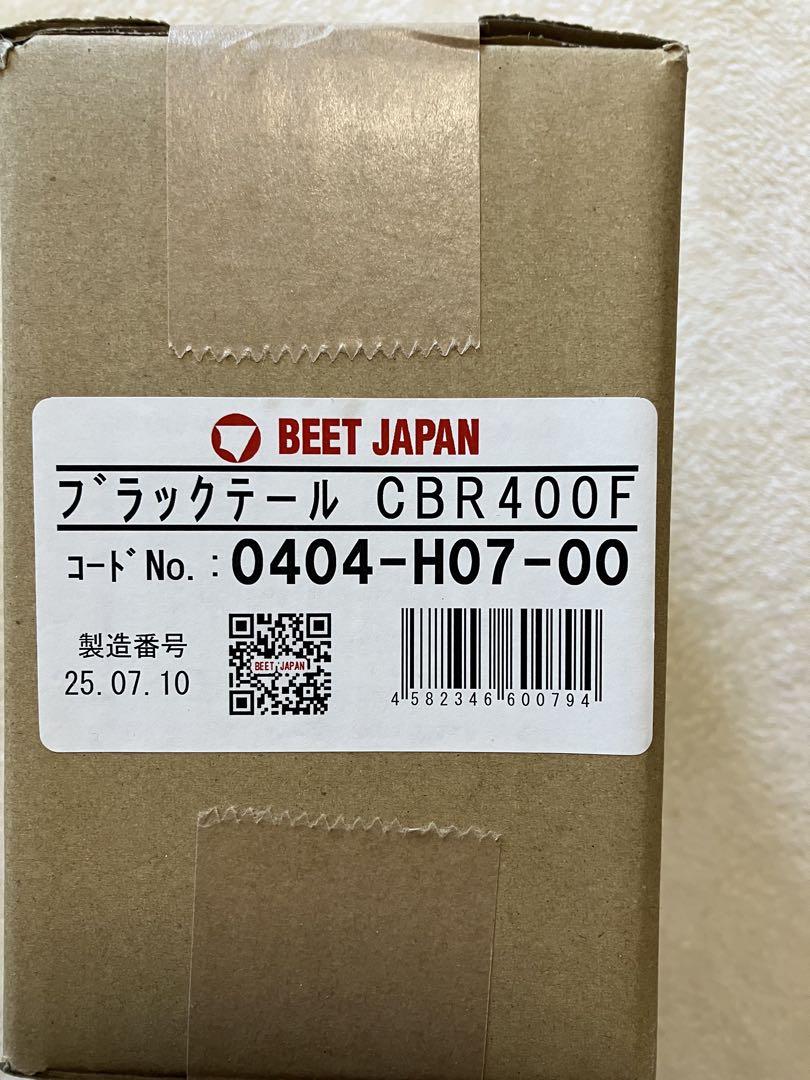 BEET JAPAN
ブラックテール CBR400F
コードNo.:0404-H07-00
製造番号
25.07.10
BEET JAPAN
4582346600794